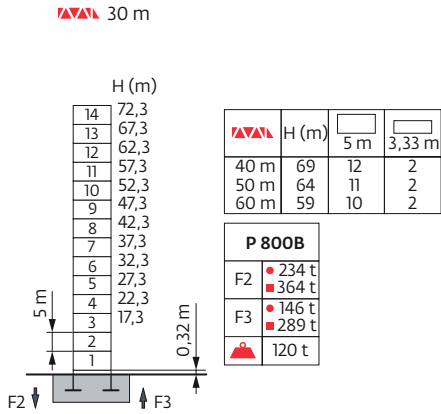 30 m
H (m)
14 72,3
13 67,3
12 62,3
11 57,3
10 52,3
9 47,3
8 42,3
7 37,3
6 32,3
5 27,3
4 22,3
3 17,3
2
1
5 m
0,32 m
F2 F3
H (m) 5 m 3,33 m
40 m 69 12 2
50 m 64 11 2
60 m 59 10 2
P 800B
F2 • 234 t
■ 364 t
F3 • 146 t
■ 289 t
120 t